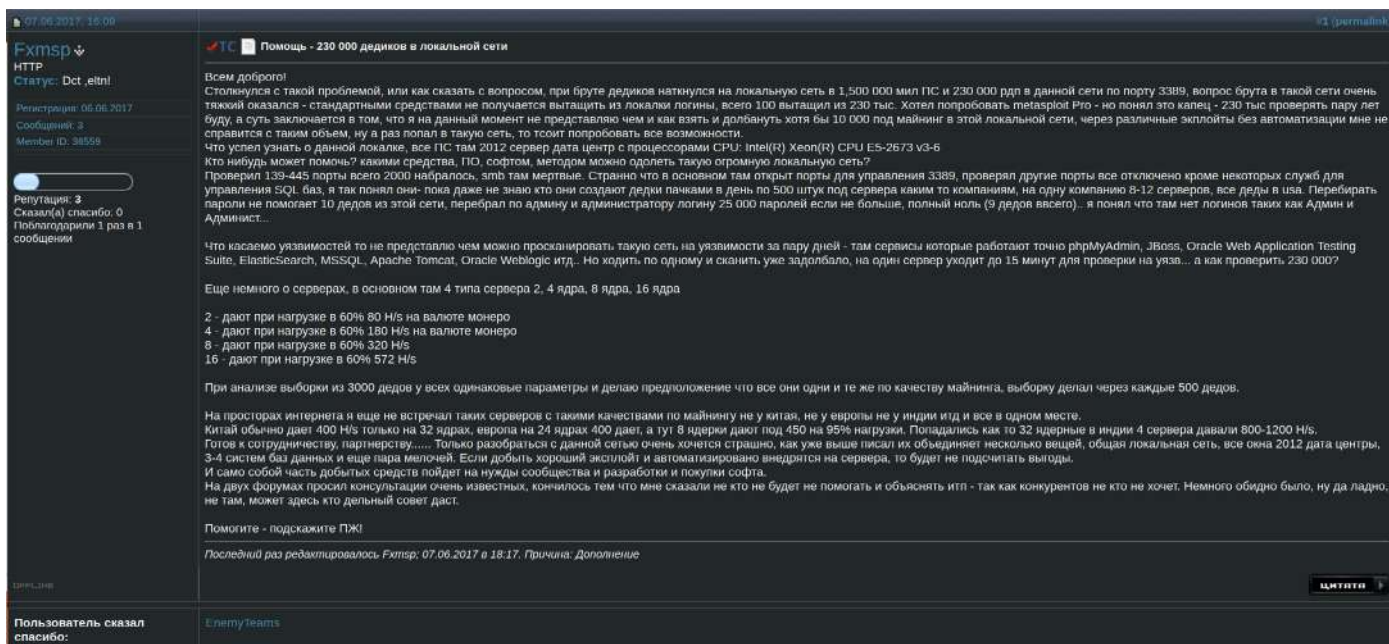 07.06.2017, 16:09
#1 (permalink
Fxmsp
HTTP
Статус: Dct ,eltn!
Регистрация: 06.06.2017
Сообщений: 3
Member ID: 36559
Репутация: 3
Сказал(а) спасибо: 0
Поблагодарили 1 раз в 1
сообщении
TC Помощь - 230 000 дедиков в локальной сети
Всем доброго!
Столкнулся с такой проблемой, или как сказать с вопросом, при бруте дедиков наткнулся на локальную сеть в 1,500 000 мил ПС и 230 000 рдп в данной сети по порту 3389, вопрос брута в такой сети очень
тяжкий оказался - стандартными средствами не получается вытащить из локалки логины, всего 100 вытащил из 230 тыс. Хотел попробовать metasploit Pro - но понял это капец - 230 тыс проверять пару лет
буду, а суть заключается в том, что я на данный момент не представляю чем и как взять и долбануть хотя бы 10 000 под майнинг в этой локальной сети, через различные экплойты без автоматизации мне не
справится с таким объем, ну а раз попал в такую сеть, то тсоит попробовать все возможности.
Что успел узнать о данной локалке, все ПС там 2012 сервер дата центр с процессорами CPU: Intel(R) Xeon(R) CPU E5-2673 v3-6
Кто нибудь может помочь? какими средства, ПО, софтом, методом можно одолеть такую огромную локальную сеть?
Проверил 139-445 порты всего 2000 набралось, smb там мертвые. Странно что в основном там открыт порты для управления 3389, проверял другие порты все отключено кроме некоторых служб для
управления SQL баз, я так понял они- пока даже не знаю кто они создают дедки пачками в день по 500 штук под сервера каким то компаниям, на одну компанию 8-12 серверов, все деды в usa. Перебирать
пароли не помогает 10 дедов из этой сети, перебрал по админу и администратору логину 25 000 паролей если не больше, полный ноль (9 дедов ввсего).. я понял что там нет логинов таких как Админ и
Админист...
Что касаемо уязвимостей то не представлю чем можно просканировать такую сеть на уязвимости за пару дней - там сервисы которые работают точно phpMyAdmin, JBoss, Oracle Web Application Testing
Suite, ElasticSearch, MSSQL, Apache Tomcat, Oracle Weblogic итд.. Но ходить по одному и сканить уже задолбало, на один сервер уходит до 15 минут для проверки на уязв... а как проверить 230 000?
Еще немного о серверах, в основном там 4 типа сервера 2, 4 ядра, 8 ядра, 16 ядра
2 - дают при нагрузке в 60% 80 H/s на валюте монеро
4 - дают при нагрузке в 60% 180 H/s на валюте монеро
8 - дают при нагрузке в 60% 320 H/s
16 - дают при нагрузке в 60% 572 H/s
При анализе выборки из 3000 дедов у всех одинаковые параметры и делаю предположение что все они одни и те же по качеству майнинга, выборку делал через каждые 500 дедов.
На просторах интернета я еще не встречал таких серверов с такими качествами по майнингу не у китая, не у европы не у индии итд и все в одном месте.
Китай обычно дает 400 H/s только на 32 ядрах, европа на 24 ядрах 400 дает, а тут 8 ядерки дают под 450 на 95% нагрузки. Попадались как то 32 ядерные в индии 4 сервера давали 800-1200 H/s.
Готов к сотрудничеству, партнерству...... Только разобраться с данной сетью очень хочется страшно, как уже выше писал их объединяет несколько вещей, общая локальная сеть, все окна 2012 дата центры,
3-4 систем баз данных и еще пара мелочей. Если добыть хороший эксплойт и автоматизировано внедрятся на сервера, то будет не подсчитать выгоды.
И само собой часть добытых средств пойдет на нужды сообщества и разработки и покупки софта.
На двух форумах просил консультации очень известных, кончилось тем что мне сказали не кто не будет не помогать и объяснять итп - так как конкурентов не кто не хочет. Немного обидно было, ну да ладно,
не там, может здесь кто дельный совет даст.
Помогите - подскажите ПЖ!
Последний раз редактировалось Fxmsp; 07.06.2017 в 18:17. Причина: Дополнение
OFFLINE
цитата
Пользователь сказал
спасибо:
EnemyTeams